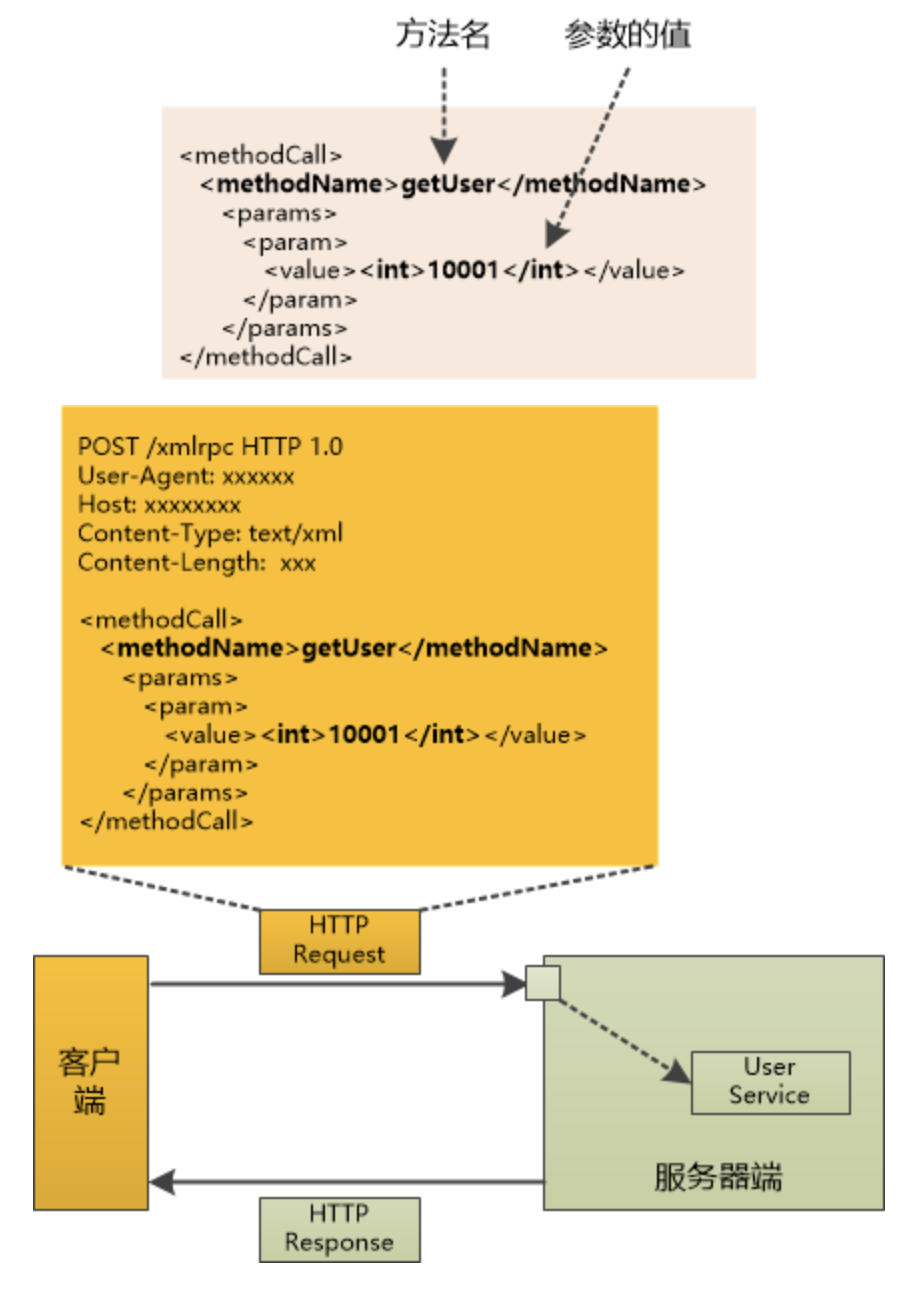 方法名 参数的值
<methodCall>
<methodName>getUser</methodName>
<params>
<param>
<value><int>10001</int></value>
</param>
</params>
</methodCall>
POST /xmlrpc HTTP 1.0
User-Agent: xxxxxx
Host: xxxxxxxx
Content-Type: text/xml
Content-Length:  xxx
<methodCall>
<methodName>getUser</methodName>
<params>
<param>
<value><int>10001</int></value>
</param>
</params>
</methodCall>
HTTP
Request
客户
端
User
Service
服务器端
HTTP
Response